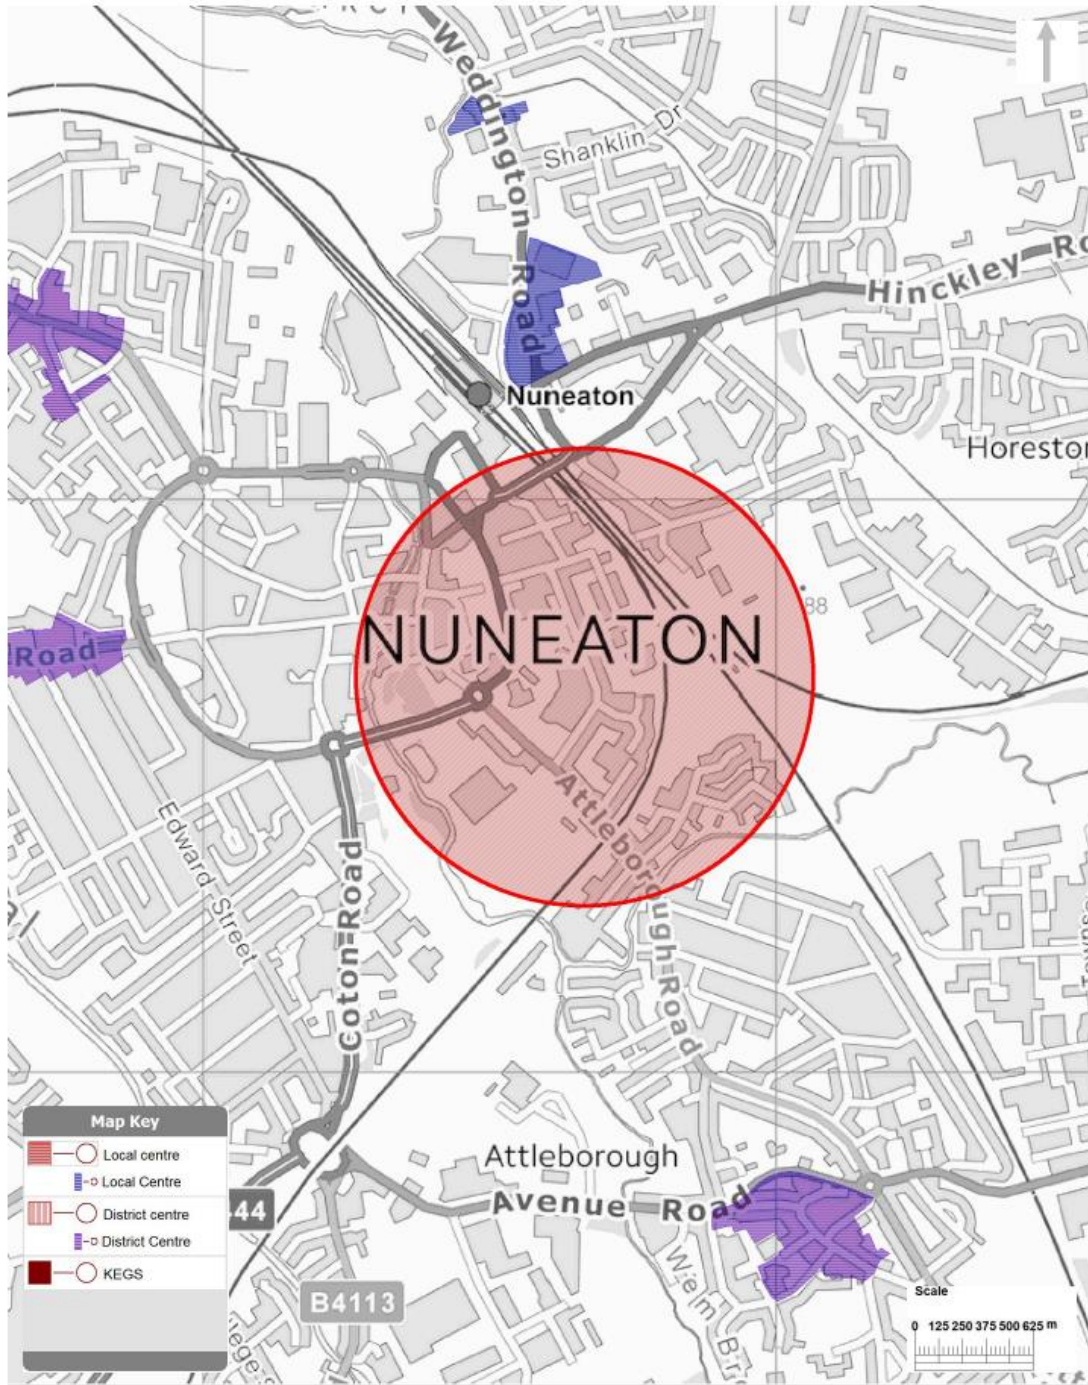 Weddington Road
Shanklin Dr
Hinckley Ro
Nuneaton
Horeston
88
NUNEATON
Road
Attleborough Road
Edward Street
Coton Road
Attleborough
Avenue Road
44
B4113
Map Key
Local centre
Local Centre
District centre
District Centre
KEGS
Scale
0 125 250 375 500 625 m